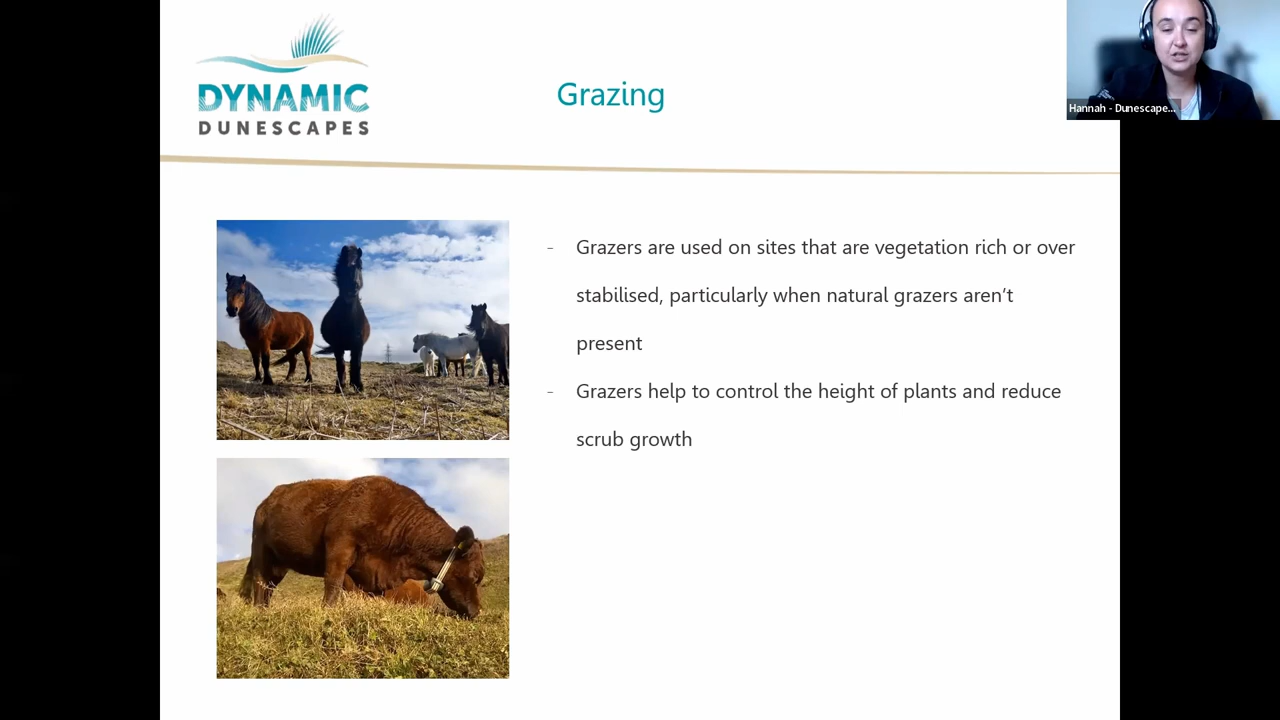 DYNAMIC
DUNESCAPES
Grazing
Hannah - Dunescape...
- Grazers are used on sites that are vegetation rich or over
stabilised, particularly when natural grazers aren’t
present
- Grazers help to control the height of plants and reduce
scrub growth